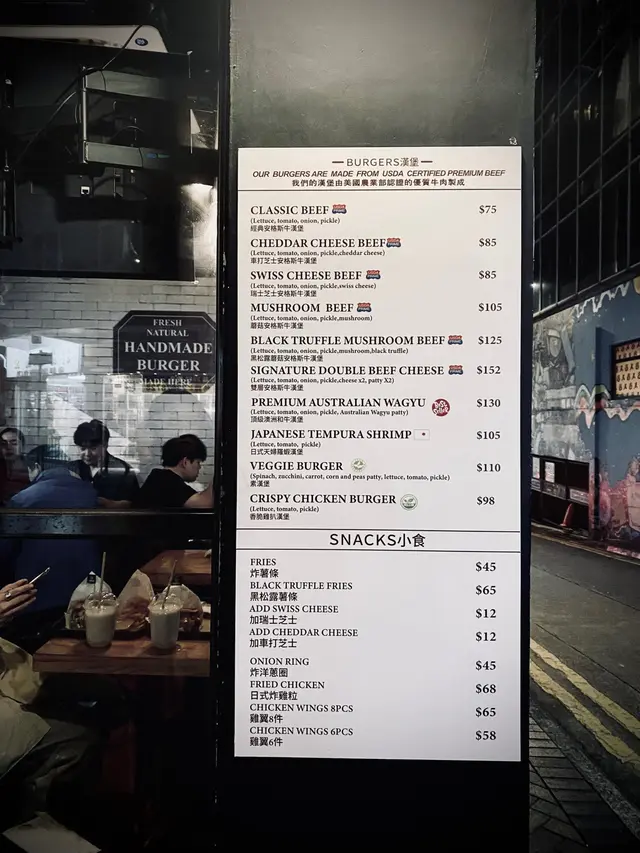 FRESH
NATURAL
HANDMADE
BURGER
MADE HERE
BURGERS漢堡
OUR BURGERS ARE MADE FROM USDA CERTIFIED PREMIUM BEEF
我們的漢堡由美國農業部認證的優質牛肉製成
CLASSIC BEEF $75
(Lettuce, tomato, onion, pickle)
經典安格斯牛漢堡
CHEDDAR CHEESE BEEF $85
(Lettuce, tomato, onion, pickle,cheddar cheese)
車打芝士安格斯牛漢堡
SWISS CHEESE BEEF $85
(Lettuce, tomato, onion, pickle,swiss cheese)
瑞士芝士安格斯牛漢堡
MUSHROOM BEEF $105
(Lettuce, tomato, onion, pickle,mushroom)
蘑菇安格斯牛漢堡
BLACK TRUFFLE MUSHROOM BEEF $125
(Lettuce, tomato, onion, pickle,mushroom,black truffle)
黑松露蘑菇安格斯牛漢堡
SIGNATURE DOUBLE BEEF CHEESE $152
(Lettuce, tomato, onion, pickle,cheese x2, patty X2)
雙層安格斯牛漢堡
PREMIUM AUSTRALIAN WAGYU $130
(Lettuce, tomato, onion, pickle, Australian Wagyu patty)
頂級澳洲和牛漢堡
JAPANESE TEMPURA SHRIMP $105
(Lettuce, tomato, pickle)
日式天婦羅蝦漢堡
VEGGIE BURGER $110
(Spinach, zucchini, carrot, corn and peas patty, lettuce, tomato, pickle)
素漢堡
CRISPY CHICKEN BURGER $98
(Lettuce, tomato, pickle)
香脆雞扒漢堡
SNACKS小食
FRIES $45
炸薯條
BLACK TRUFFLE FRIES $65
黑松露薯條
ADD SWISS CHEESE $12
加瑞士芝士
ADD CHEDDAR CHEESE $12
加車打芝士
ONION RING $45
炸洋蔥圈
FRIED CHICKEN $68
日式炸雞粒
CHICKEN WINGS 8PCS $65
雞翼8件
CHICKEN WINGS 6PCS $58
雞翼6件